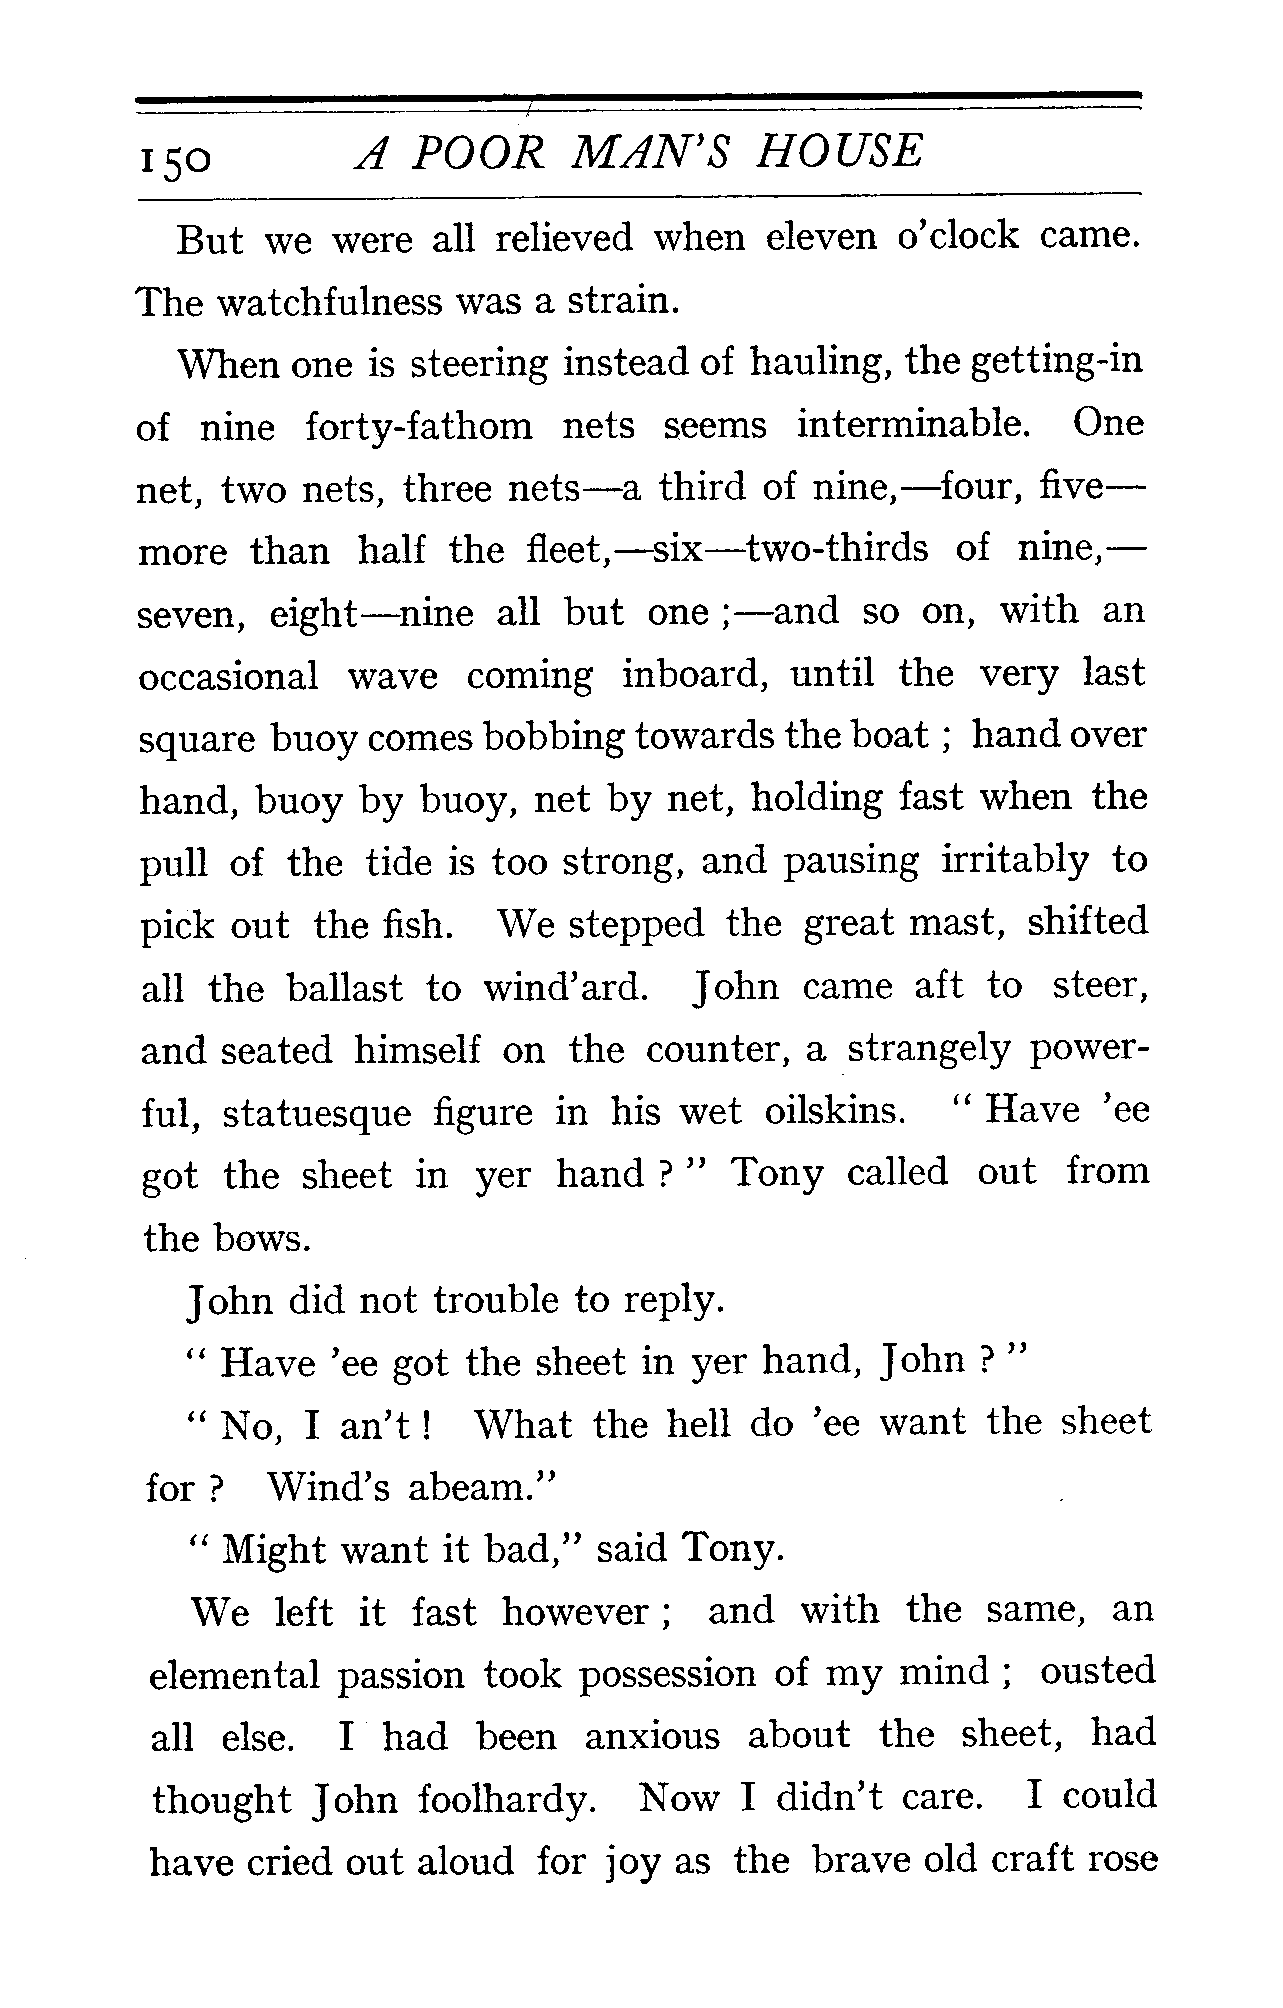 150 A POOR MAN'S HOUSE
But we were all relieved when eleven o'clock came.
The watchfulness was a strain.
When one is steering instead of hauling, the getting-in
of nine forty-fathom nets seems interminable. One
net, two nets, three nets—a third of nine,—four, five—
more than half the fleet,—six—two-thirds of nine,—
seven, eight—nine all but one ;—and so on, with an
occasional wave coming inboard, until the very last
square buoy comes bobbing towards the boat ; hand over
hand, buoy by buoy, net by net, holding fast when the
pull of the tide is too strong, and pausing irritably to
pick out the fish. We stepped the great mast, shifted
all the ballast to wind'ard. John came aft to steer,
and seated himself on the counter, a strangely power-
ful, statuesque figure in his wet oilskins. " Have 'ee
got the sheet in yer hand ? " Tony called out from
the bows.
John did not trouble to reply.
" Have 'ee got the sheet in yer hand, John ? "
" No, I an't ! What the hell do 'ee want the sheet
for ? Wind's abeam."
" Might want it bad," said Tony.
We left it fast however ; and with the same, an
elemental passion took possession of my mind ; ousted
all else. I had been anxious about the sheet, had
thought John foolhardy. Now I didn't care. I could
have cried out aloud for joy as the brave old craft rose